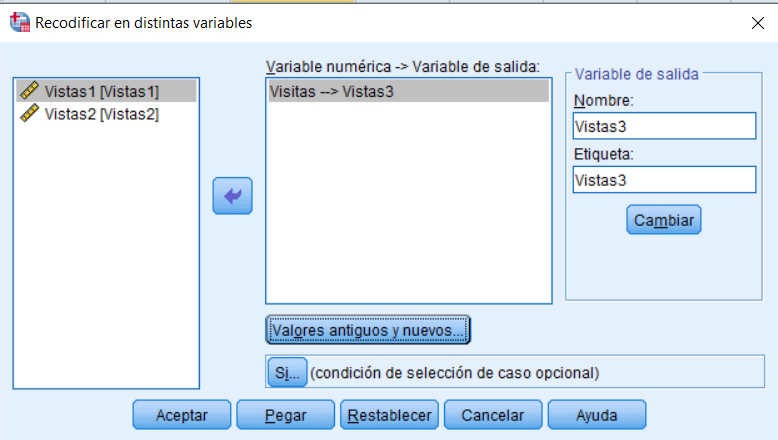 Recodificar en distintas variables
Vistas1 [Vistas1]
Vistas2 [Vistas2]
Variable numérica -> Variable de salida:
Visitas --> Vistas3
Variable de salida
Nombre:
Vistas3
Etiqueta:
Vistas3
Cambiar
Valores antiguos y nuevos...
Si... (condición de selección de caso opcional)
Aceptar Pegar Restablecer Cancelar Ayuda